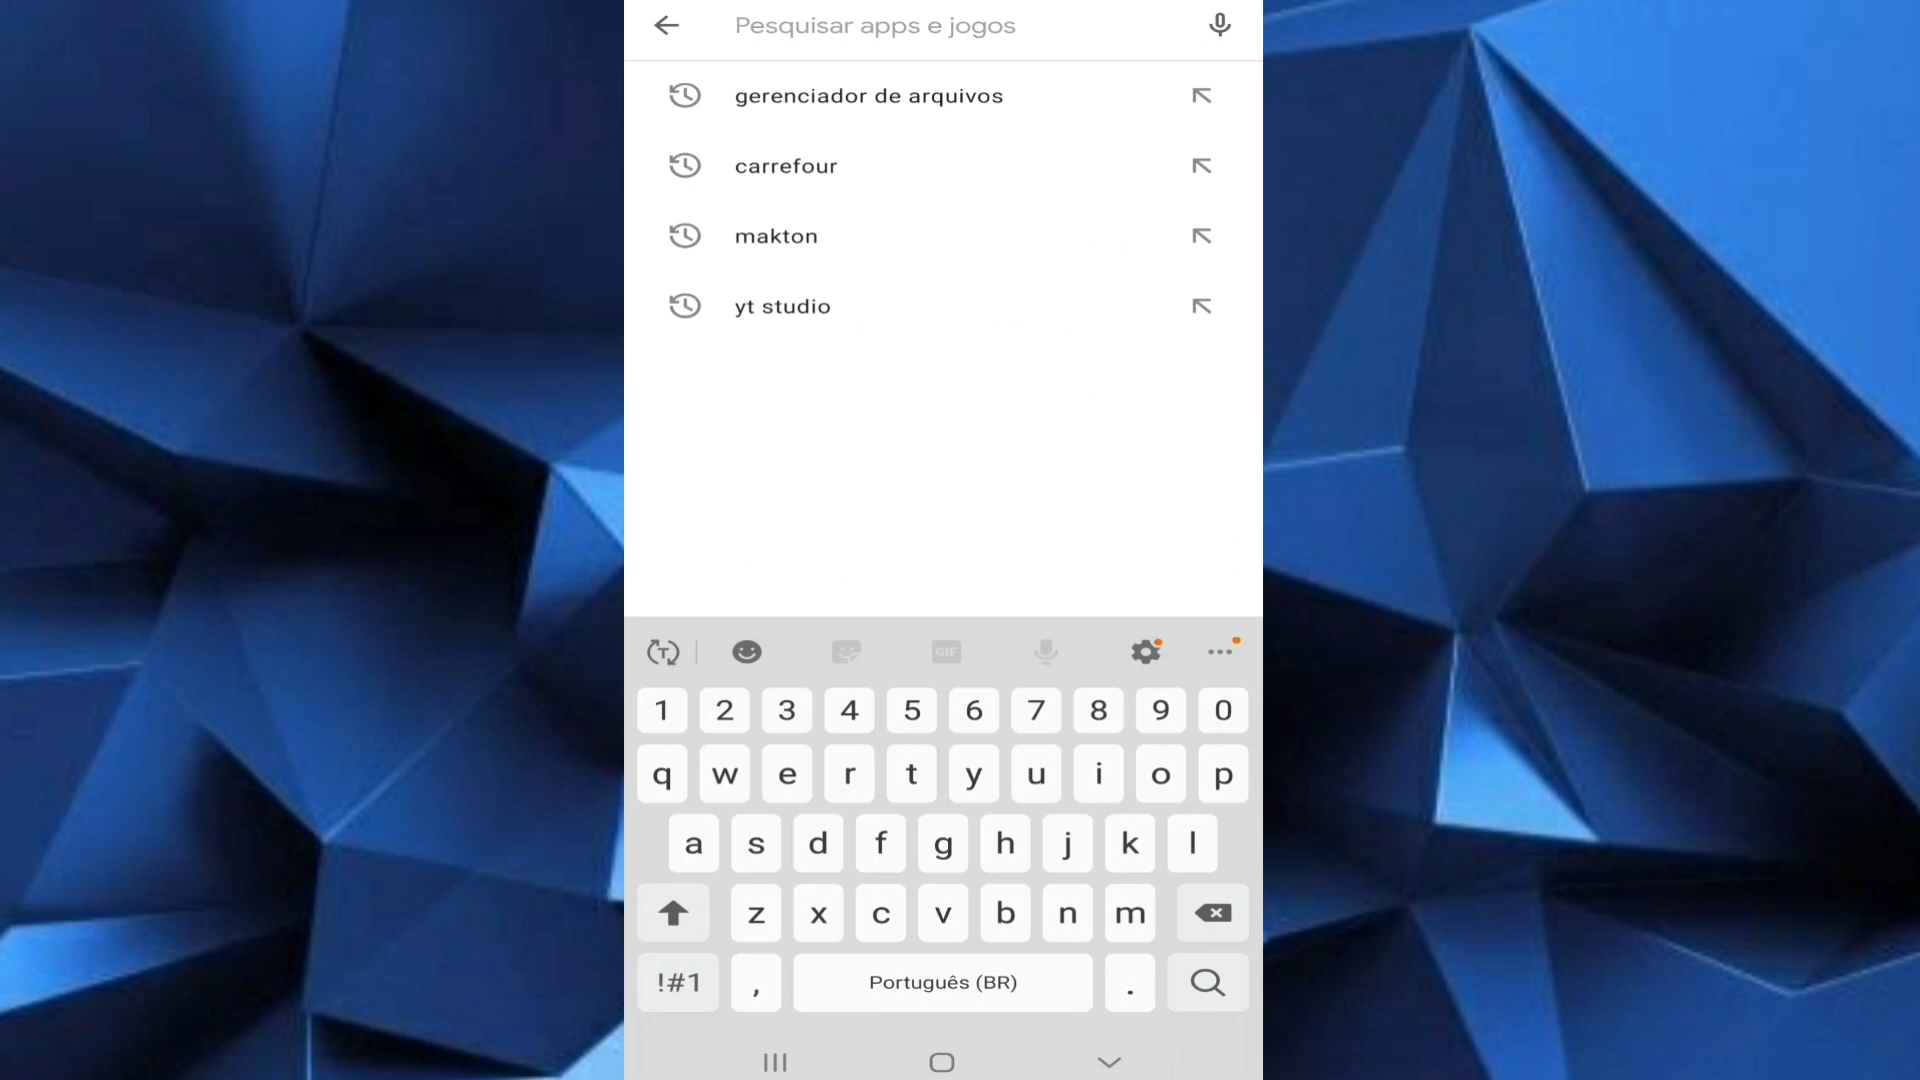 Pesquisar apps e jogos
gerenciador de arquivos
carrefour
makton
yt studio
T
GIF
1 2 3 4 5 6 7 8 9 0
q w e r t y u i o p
a s d f g h j k l
z x c v b n m
!#1 , Português (BR) .